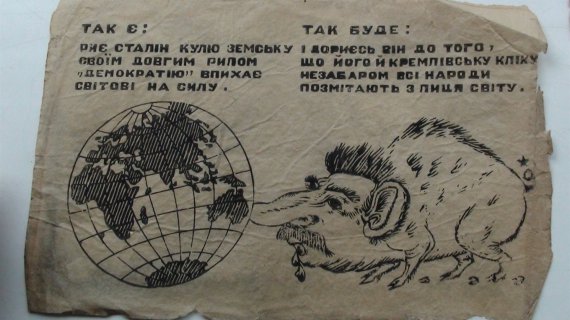 ТАК Є:
РИЄ СТАЛІН КУЛЮ ЗЕМСЬКУ
СВОЇМ ДОВГИМ РИПОМ
„ДЕМОКРАТІЮ" ВПИХАЄ
СВІТОВІ НА СИЛУ.
ТАК БУДЕ:
І ДОРИЄСЬ ВІН ДО ТОГО,
ЩО ЙОГО Й КРЕМЛІВСЬКУ КЛІКУ
НЕЗАБАРОМ ВСІ НАРОДИ
ПОЗМІТАЮТЬ З ЛИЦЯ СВІТУ.